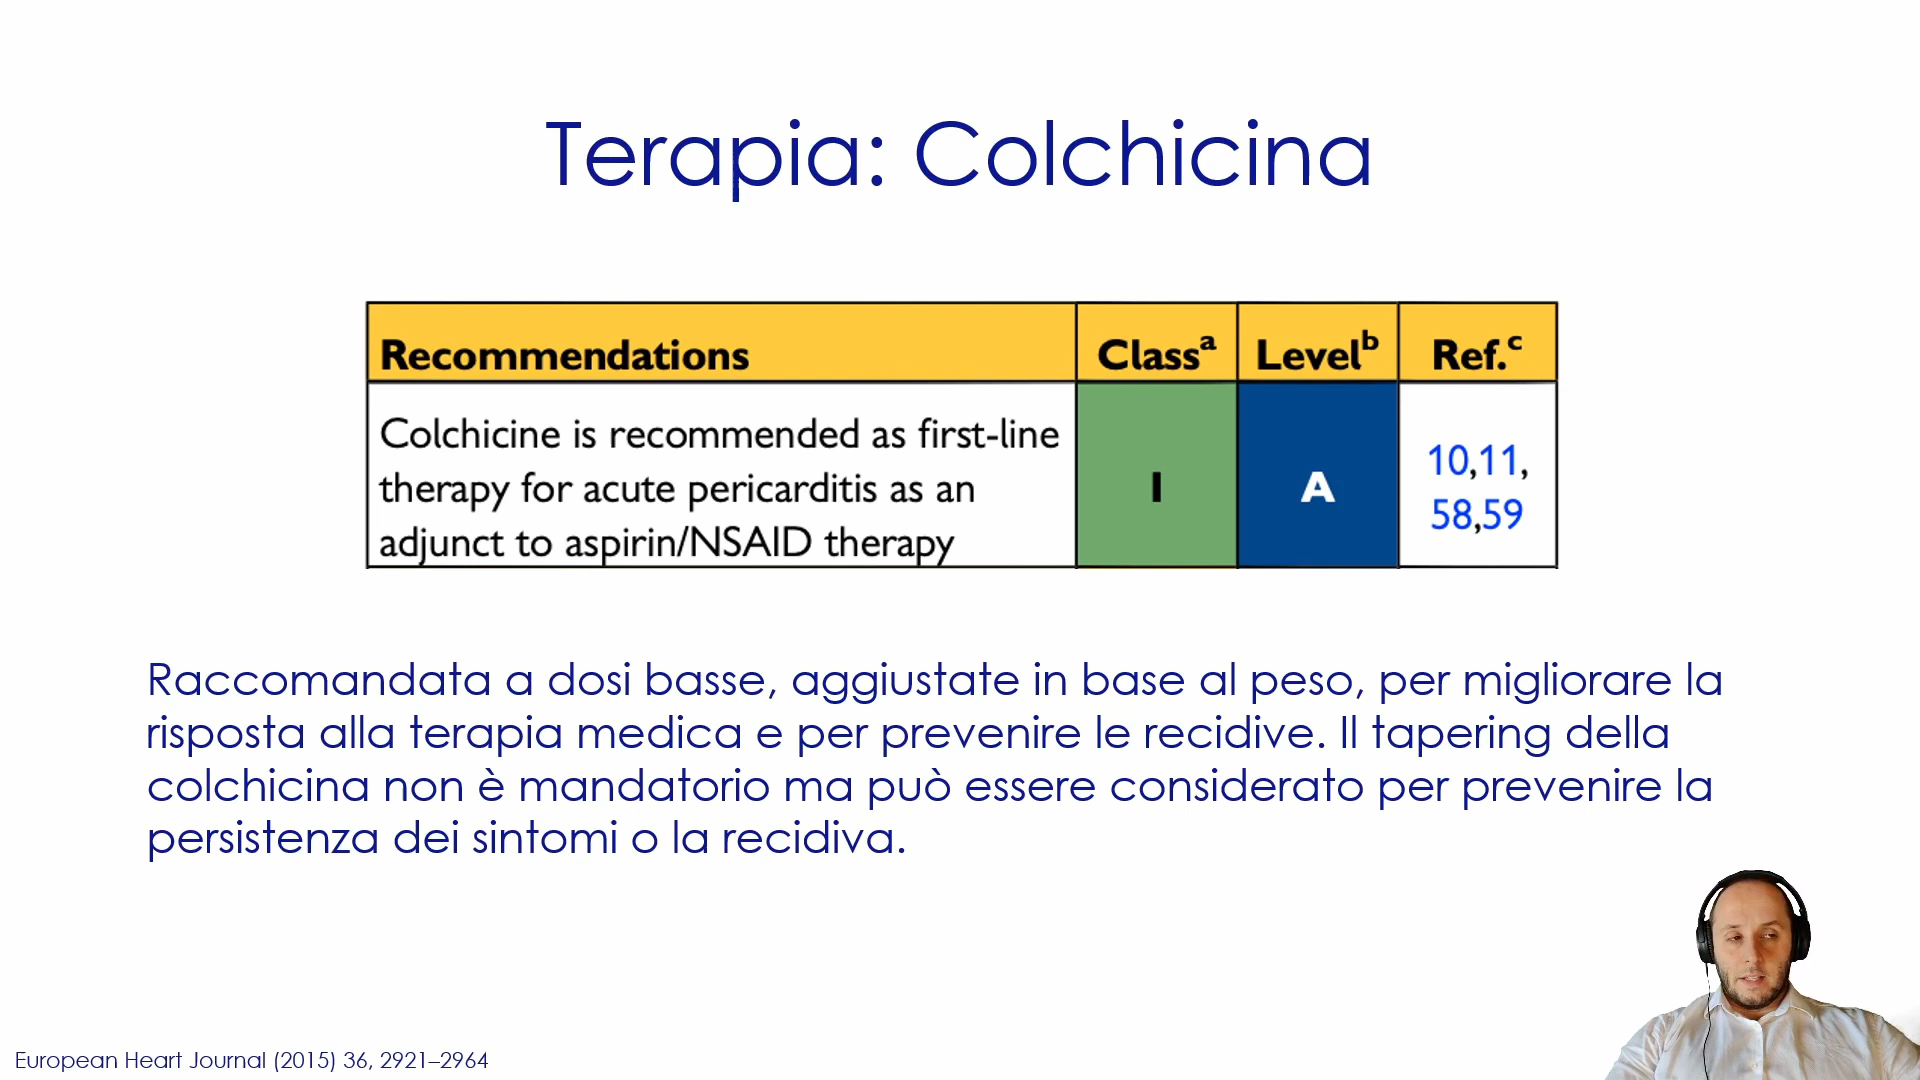 Terapia: Colchicina
Recommendations Classᵃ Levelᵇ Ref.ᶜ
Colchicine is recommended as first-line
therapy for acute pericarditis as an
adjunct to aspirin/NSAID therapy
I A
10,11,
58,59
Raccomandata a dosi basse, aggiustate in base al peso, per migliorare la
risposta alla terapia medica e per prevenire le recidive. Il tapering della
colchicina non è mandatorio ma può essere considerato per prevenire la
persistenza dei sintomi o la recidiva.
European Heart Journal (2015) 36, 2921–2964